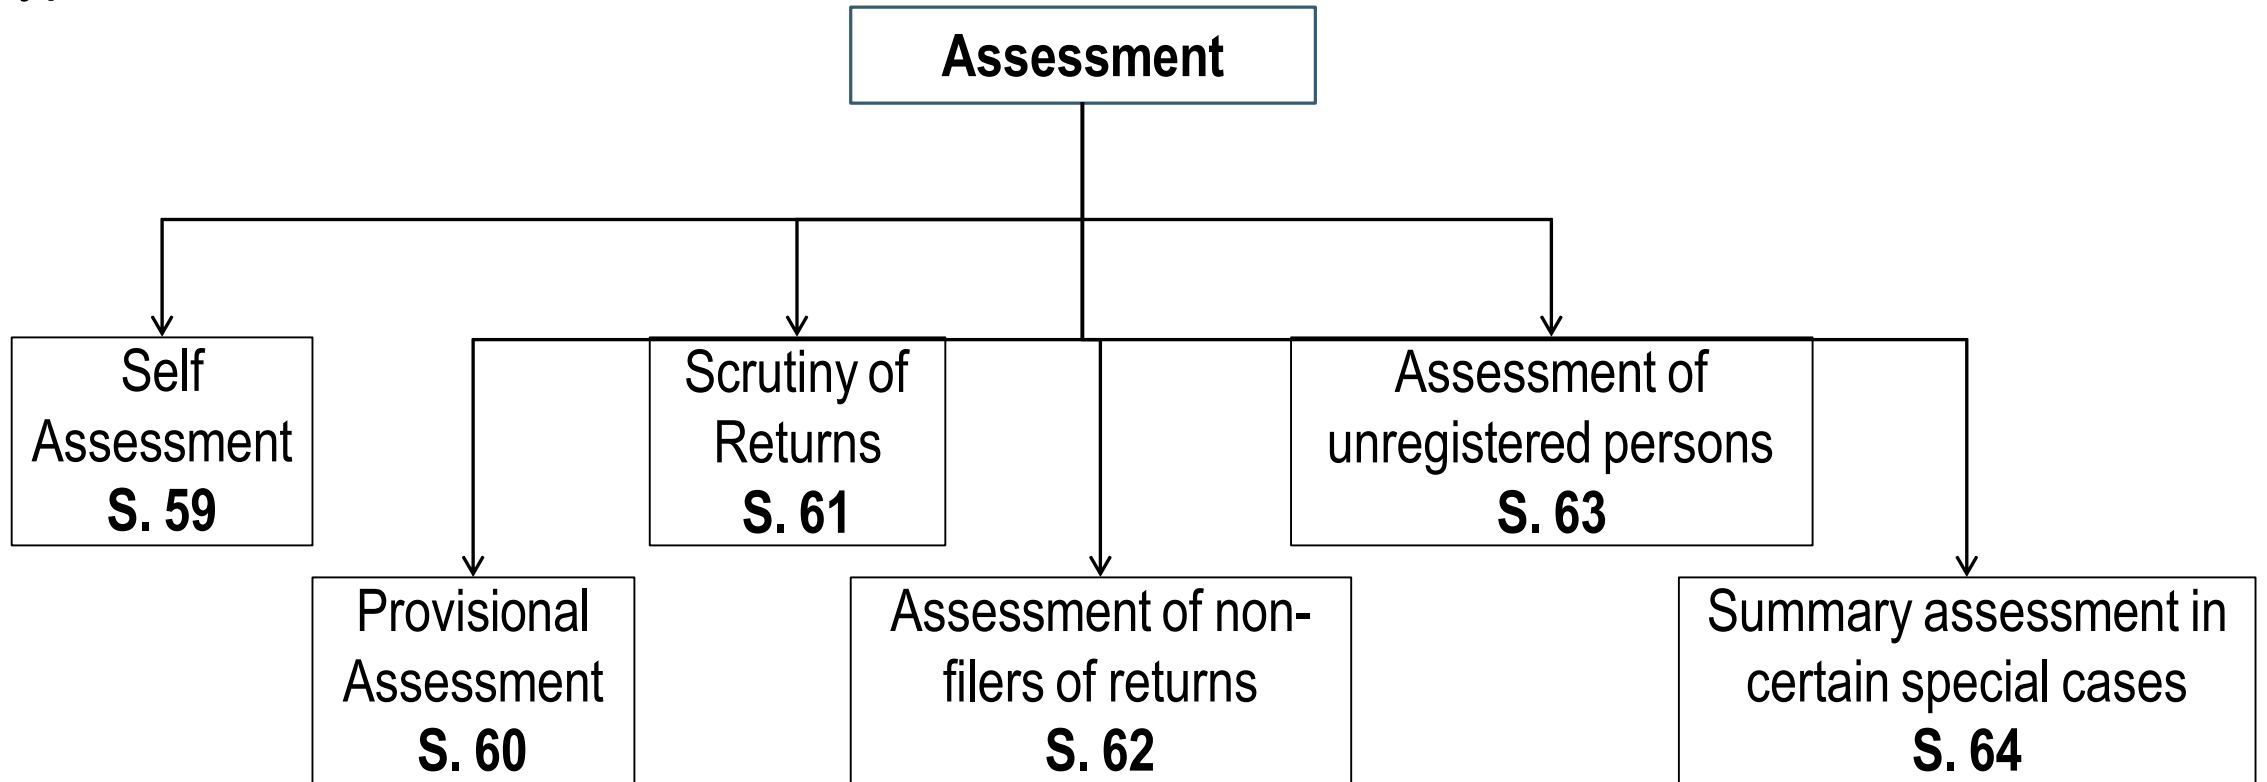 Assessment
Self
Assessment
S. 59
Scrutiny of
Returns
S. 61
Assessment of
unregistered persons
S. 63
Provisional
Assessment
S. 60
Assessment of non-
filers of returns
S. 62
Summary assessment in
certain special cases
S. 64